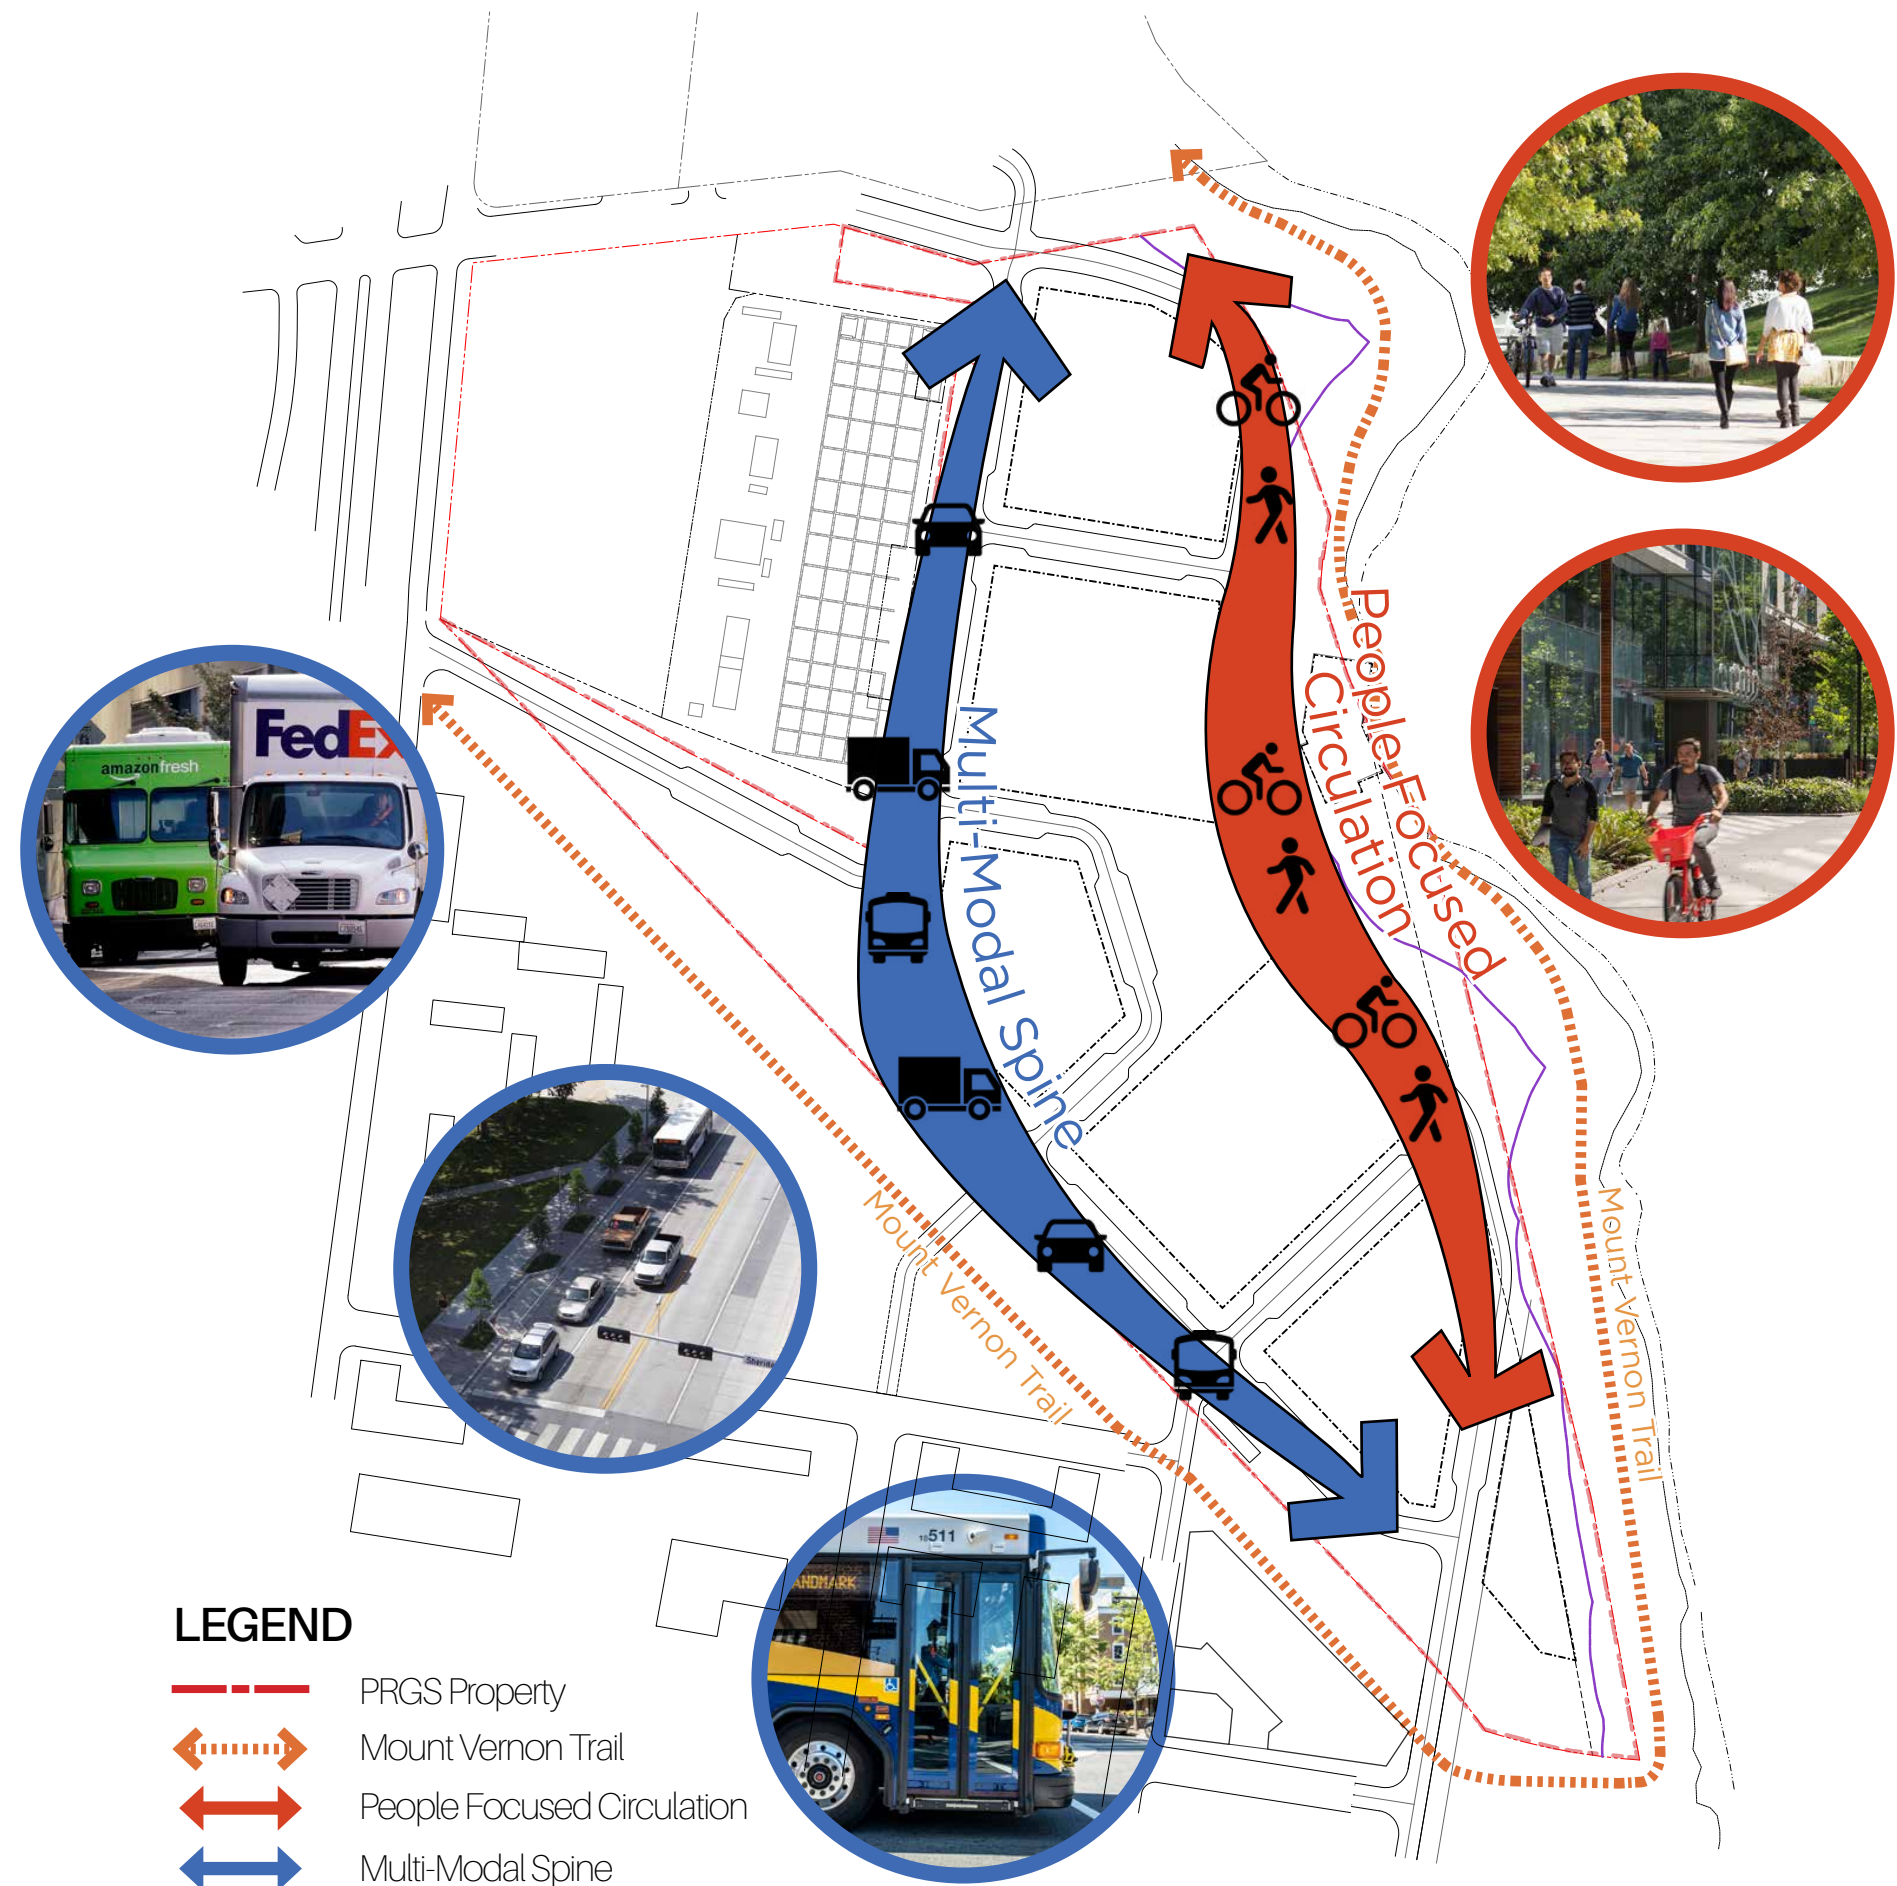 People Focused
Circulation
FedEx
amazonfresh
Multi-Modal Spine
Mount Vernon Trail
Mount Vernon Trail
511
LEGEND
PRGS Property
Mount Vernon Trail
People Focused Circulation
Multi-Modal Spine